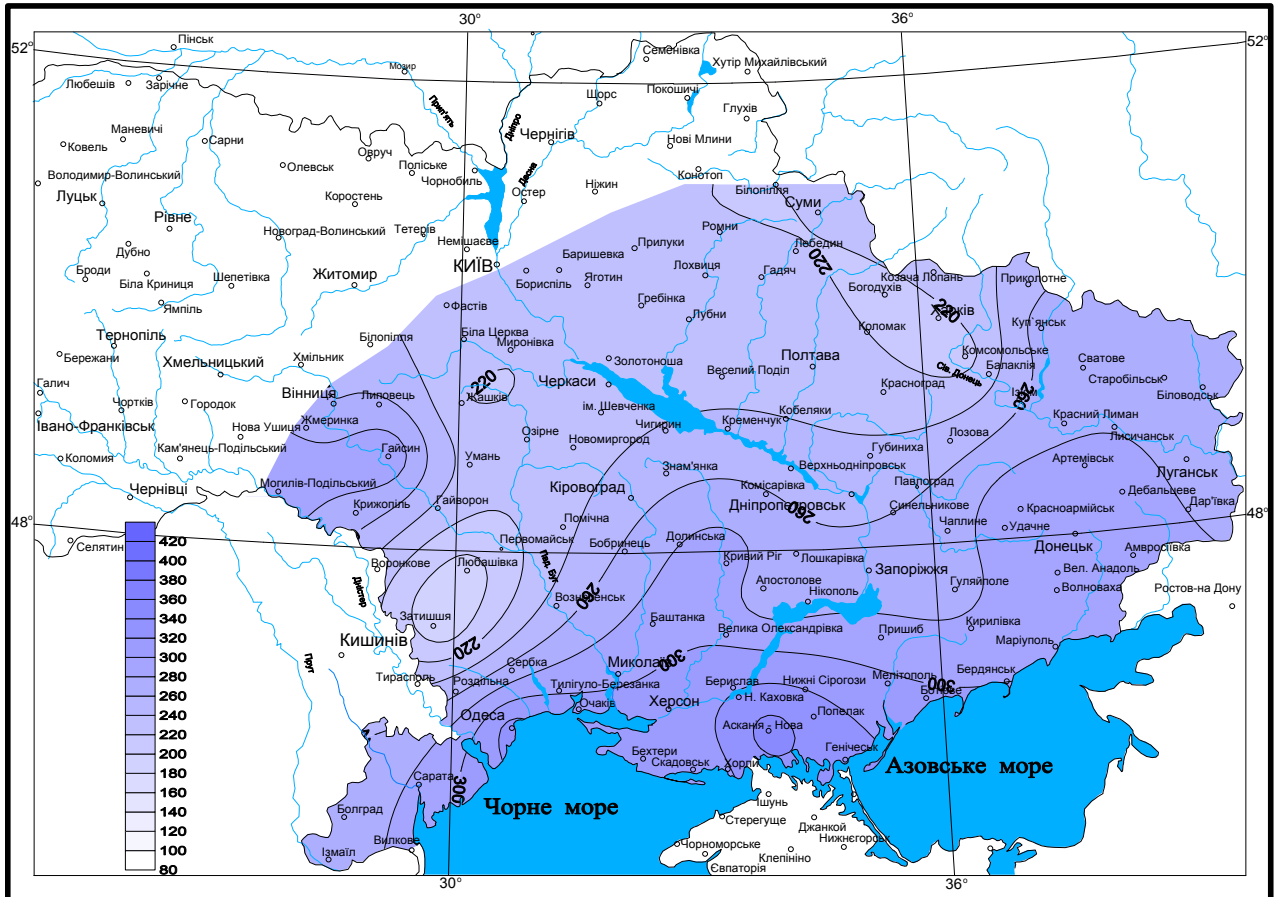 30°
36°
52°
52°
Пінськ
Семенівка
Хутір Михайлівський
Мозир
Любешів
Зарічне
Прип'ять
Щорс
Покошичі
Глухів
Дніпро
Маневичі
Ковель
Сарни
Чернігів
Нові Млини
Овруч
Олевськ
Поліське
Чорнобиль
Десна
Конотоп
Володимир-Волинський
Луцьк
Коростень
Остер
Ніжин
Білопілля
Суми
Рівне
Новоград-Волинський
Тетерів
Немішаєве
Ромни
Дубно
Прилуки
Лебедин
КИЇВ
Баришевка
220
Броди
Біла Криниця
Шепетівка
Житомир
Бориспіль
Яготин
Лохвиця
Гадяч
Козача Лопань
Богодухів
Приколотне
Ямпіль
Фастів
Гребінка
Лубни
220
Харків
Тернопіль
Білопілля
Біла Церква
Миронівка
Коломак
Куп'янськ
Бережани
Хмельницький
Хмільник
Золотоноша
Полтава
Комсомольське
Балаклія
Сватове
Галич
Вінниця
220
Черкаси
Веселий Поділ
Сів. Донець
Старобільськ
Чортків
Городок
Липовець
Жашків
Красноград
Ізюм
260
Біловодськ
Івано-Франківськ
Нова Ушиця
Жмеринка
ім. Шевченка
Чигирин
Кременчук
Кобеляки
Красний Лиман
Лисичанськ
Коломия
Кам'янець-Подільський
Гайсин
Озірне
Новомиргород
Губиниха
Лозова
Умань
Знам'янка
Верхньодніпровськ
Артемівськ
Луганськ
Чернівці
Могилів-Подільський
Кіровоград
Комісарівка
Павлоград
Дебальцеве
Крижопіль
Гайворон
Дніпропетровськ
260
Синельникове
Красноармійськ
Дар'ївка
48°
48°
Помічна
Чаплине
Удачне
Селятин
Первомайськ
Бобринець
Долинська
Донецьк
Амвросіївка
Воронкове
Любашівка
Пвд. Буг
Кривий Ріг
Лошкарівка
Запоріжжя
Вел. Анадоль
Дністер
Вознесенськ
260
Апостолове
Нікополь
Гуляйполе
Волноваха
Ростов-на Дону
Затишшя
Баштанка
Велика Олександрівка
Пришиб
Кирилівка
Маріуполь
Кишинів
220
Прут
Сербка
Миколаїв
300
Тирасполь
Роздільна
Тилігуло-Березанка
Берислав
Нижні Сірогози
Мелітополь
300
Бердянськ
Ботієве
Одеса
Очаків
Херсон
Н. Каховка
Попелак
Асканія - Нова
Бехтери
Скадовськ
Хорли
Генічеськ
Азовське море
Сарата
300
Чорне море
Болград
Ішунь
Стерегуще
Джанкой
Вилкове
Чорноморське
Клепініно
Нижнєгорськ
Ізмаїл
Євпаторія
420
400
380
360
340
320
300
280
260
240
220
200
180
160
140
120
100
80
30°
36°